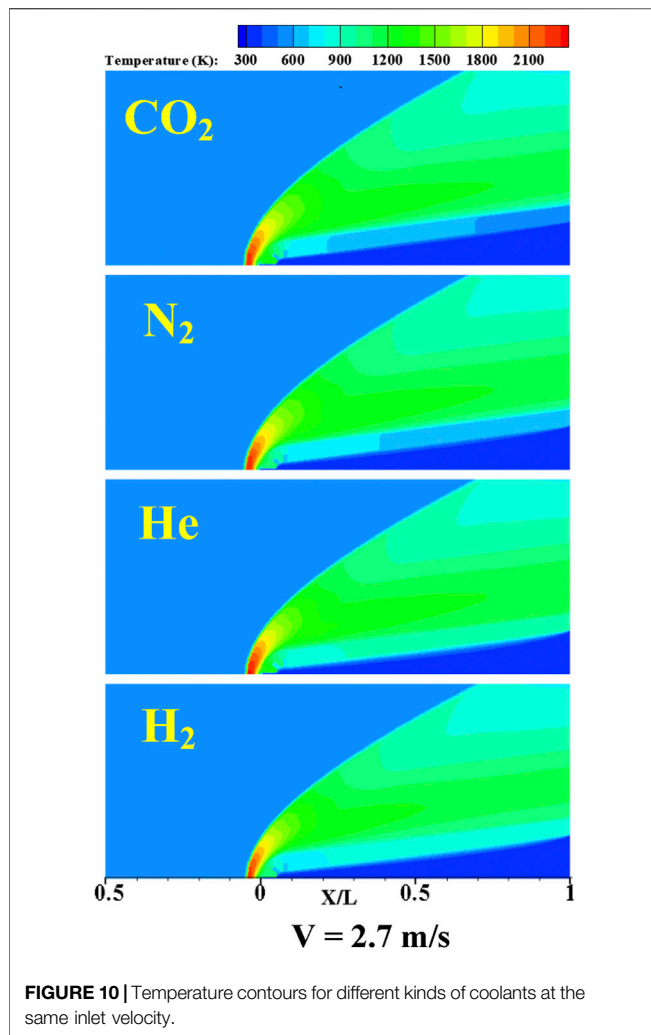 Temperature (K): 300 600 900 1200 1500 1800 2100
CO₂
N₂
He
H₂
0.5 0 0.5 1
X/L
V = 2.7 m/s
FIGURE 10 | Temperature contours for different kinds of coolants at the
same inlet velocity.